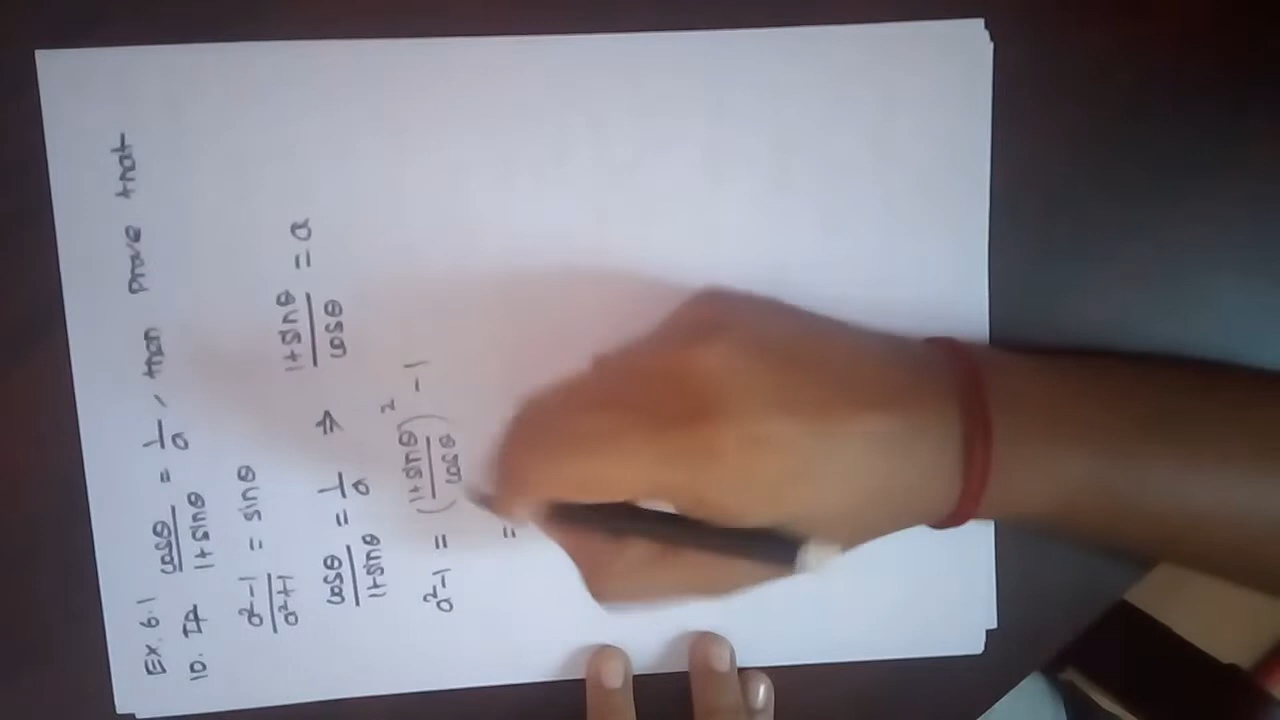 Ex. 6.1
10. If cosθ/1+sinθ = 1/a, then prove that
a²-1/a²+1 = sinθ
cosθ/1+sinθ = 1/a ⇒ 1+sinθ/cosθ = a
a²-1 = (1+sinθ/cosθ)² - 1
=